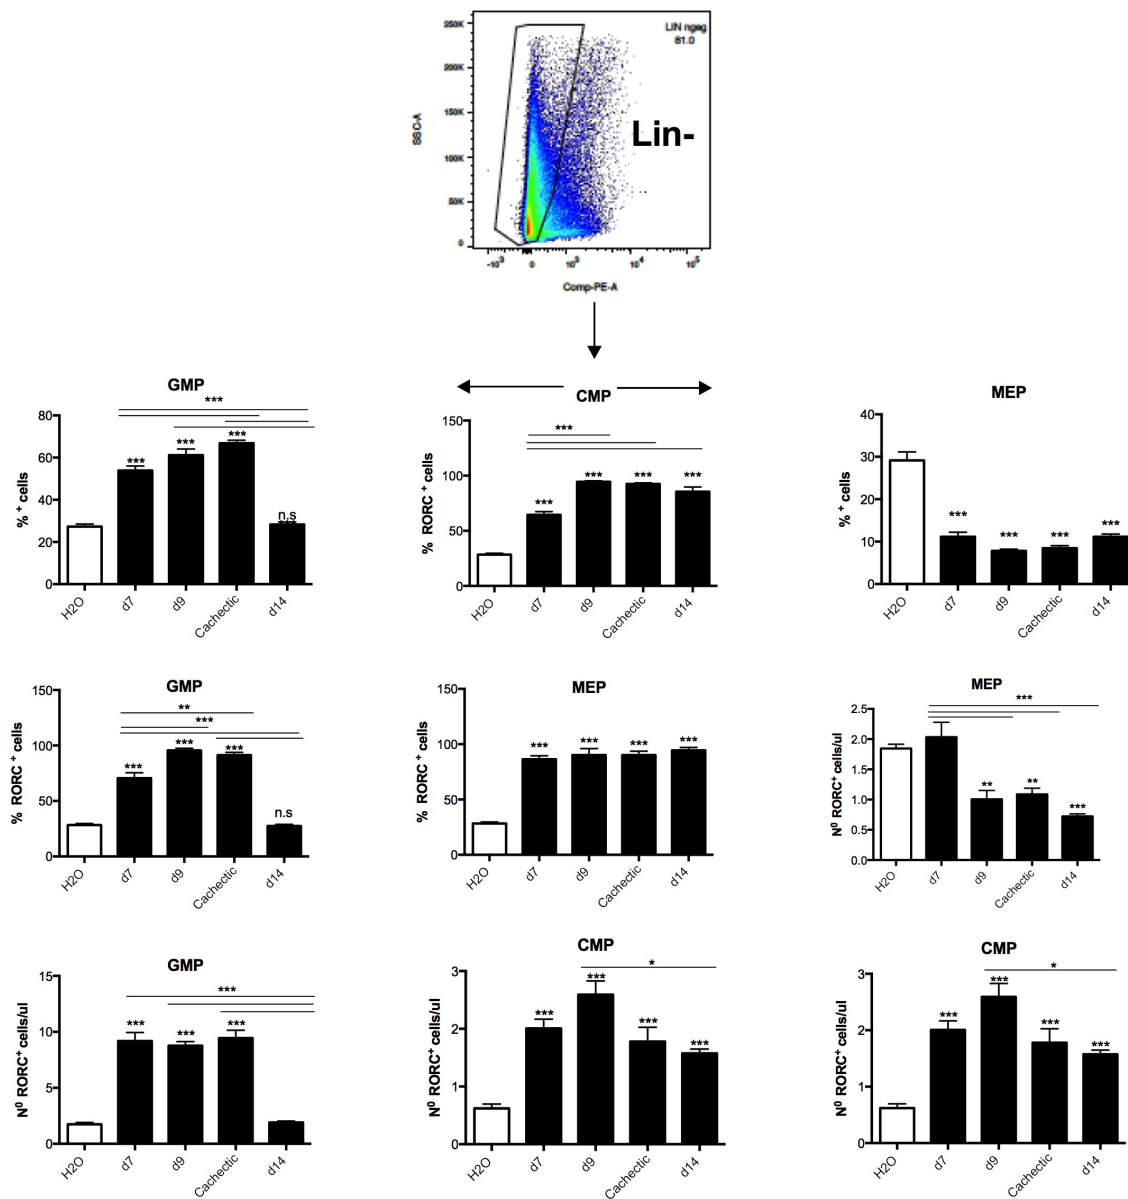 LIN ngeg
81.0
250K
200K
150K
100K
50K
0
SSC-A
Lin-
-10³ 0 10³ 10⁴ 10⁵
Comp-PE-A
GMP
***
80
60
40
20
0
% + cells
*** *** *** n.s
H2O d7 d9 Cachectic d14
CMP
***
150
100
50
0
% RORC + cells
*** *** *** ***
H2O d7 d9 Cachectic d14
MEP
40
30
20
10
0
% + cells
*** *** *** ***
H2O d7 d9 Cachectic d14
GMP
**
***
150
100
50
0
% RORC + cells
*** *** *** n.s
H2O d7 d9 Cachectic d14
MEP
150
100
50
0
% RORC + cells
*** *** *** ***
H2O d7 d9 Cachectic d14
MEP
***
2.5
2.0
1.5
1.0
0.5
0.0
N⁰ RORC⁺ cells/ul
** ** ***
H2O d7 d9 Cachectic d14
GMP
***
15
10
5
0
N⁰ RORC⁺ cells/ul
*** *** ***
H2O d7 d9 Cachectic d14
CMP
*
3
2
1
0
N⁰ RORC⁺ cells/ul
*** *** *** ***
H2O d7 d9 Cachectic d14
CMP
*
3
2
1
0
N⁰ RORC⁺ cells/ul
*** *** *** ***
H2O d7 d9 Cachectic d14